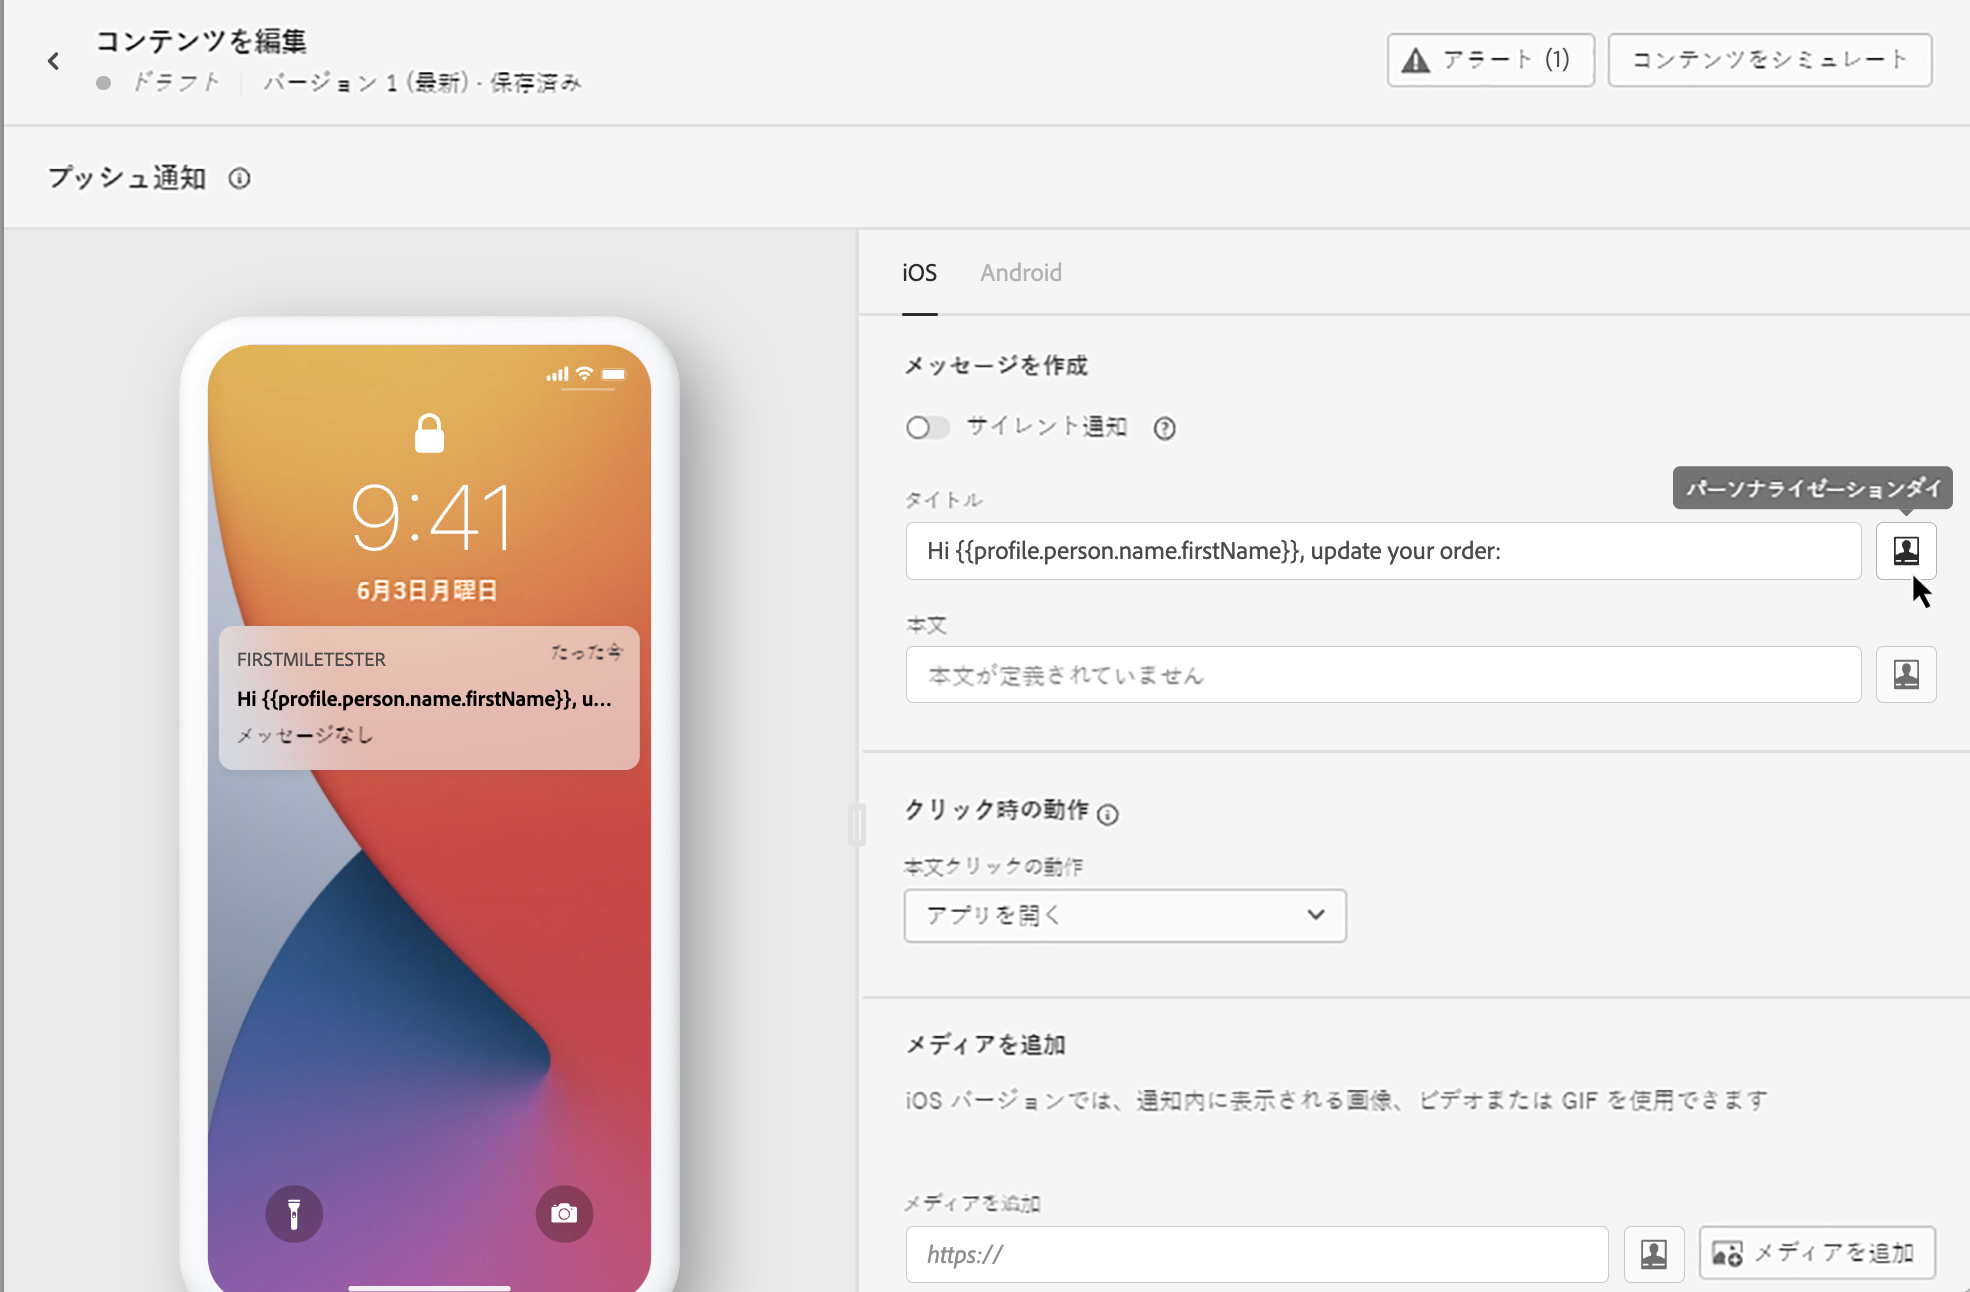 コンテンツを編集
ドラフト
バージョン 1 (最新) - 保存済み
アラート (1)
コンテンツをシミュレート
プッシュ通知
iOS
Android
9:41
6月3日月曜日
FIRSTMILETESTER
たった今
Hi {{profile.person.name.firstName}}, u...
メッセージなし
メッセージを作成
サイレント通知
パーソナライゼーションダイ
タイトル
Hi {{profile.person.name.firstName}}, update your order:
本文
本文が定義されていません
クリック時の動作
本文クリックの動作
アプリを開く
メディアを追加
iOS バージョンでは、通知内に表示される画像、ビデオまたは GIF を使用できます
メディアを追加
https://
メディアを追加